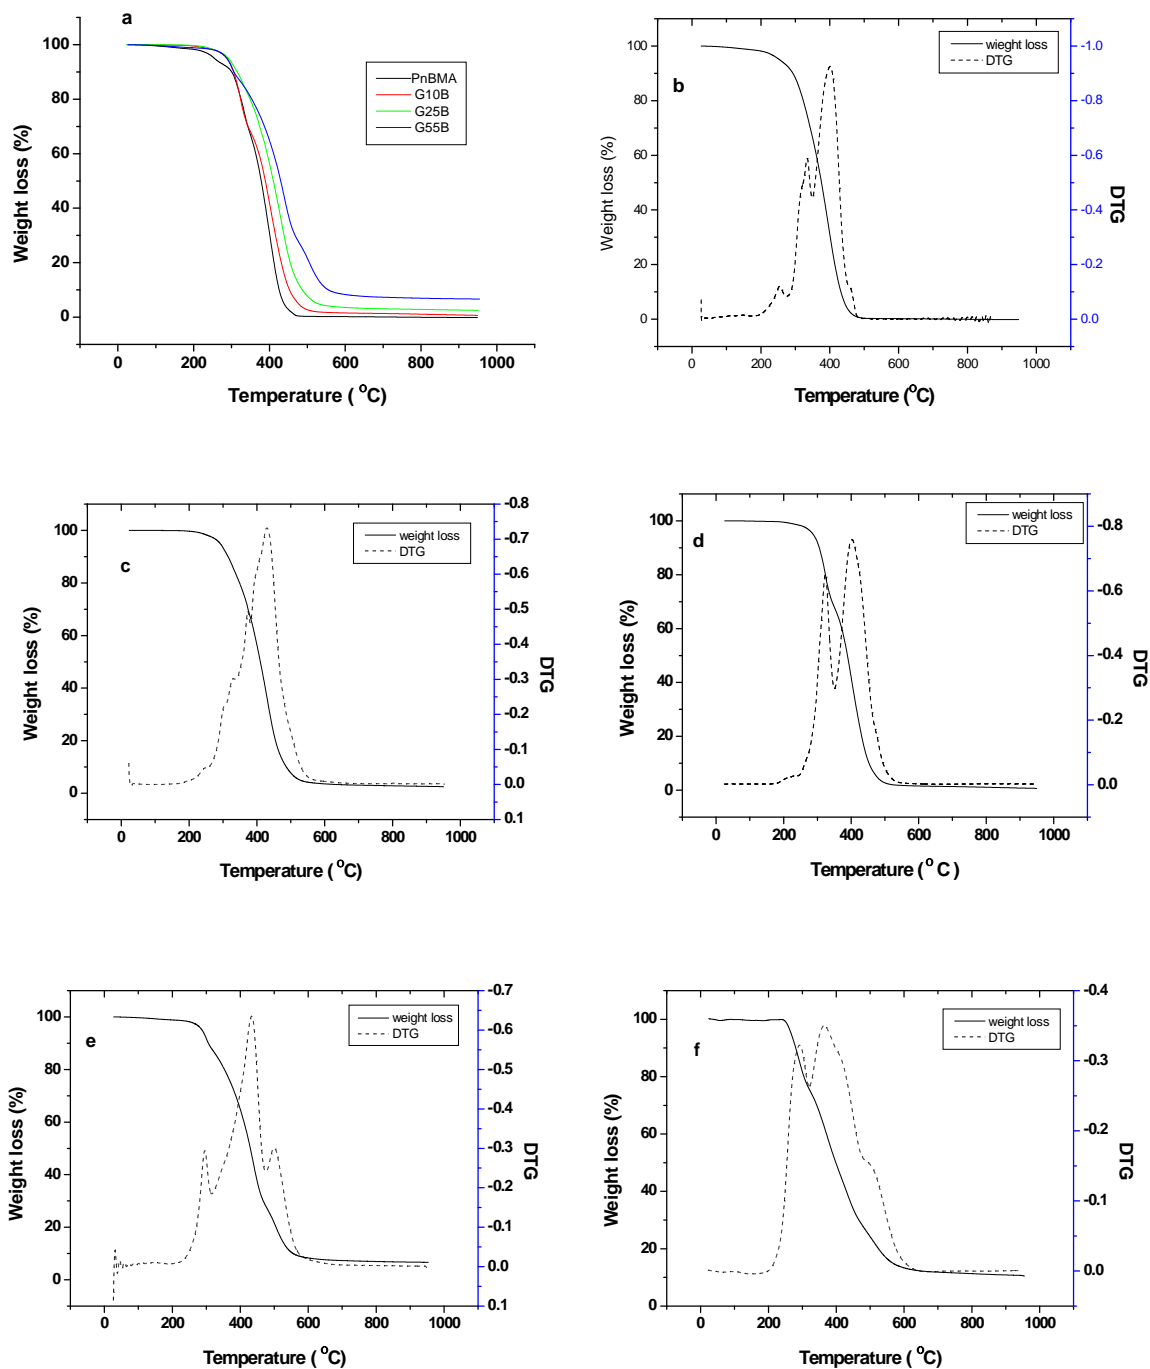 a
Weight loss (%)
100
80
60
40
20
0
PnBMA
G10B
G25B
G55B
0 200 400 600 800 1000
Temperature ( °C)
b
Weight loss (%)
100
80
60
40
20
0
wieght loss
DTG
-1.0
-0.8
-0.6
-0.4
-0.2
0.0
DTG
0 200 400 600 800 1000
Temperature (°C)
c
Weight loss (%)
100
80
60
40
20
0
weight loss
DTG
-0.8
-0.7
-0.6
-0.5
-0.4
-0.3
-0.2
-0.1
0.0
0.1
DTG
0 200 400 600 800 1000
Temperature ( °C)
d
Weight loss (%)
100
80
60
40
20
0
weight loss
DTG
-0.8
-0.6
-0.4
-0.2
0.0
DTG
0 200 400 600 800 1000
Temperature ( °C )
e
Weight loss (%)
100
80
60
40
20
0
weight loss
DTG
-0.7
-0.6
-0.5
-0.4
-0.3
-0.2
-0.1
0.0
0.1
DTG
0 200 400 600 800 1000
Temperature ( °C)
f
Weight loss (%)
100
80
60
40
20
0
weight loss
DTG
-0.4
-0.3
-0.2
-0.1
0.0
DTG
0 200 400 600 800 1000
Temperature ( °C)